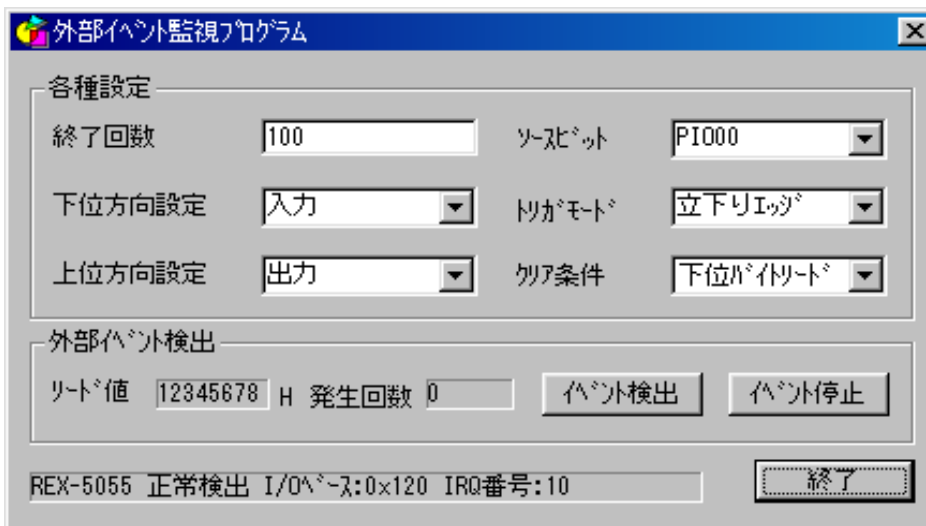 外部ｲﾍﾞﾝﾄ監視ﾌﾟﾛｸﾞﾗﾑ
各種設定
終了回数 100 ｿｰｽﾋﾞｯﾄ PIO00
下位方向設定 入力 ﾄﾘｶﾞﾓｰﾄﾞ 立下りｴｯｼﾞ
上位方向設定 出力 ｸﾘｱ条件 下位ﾊﾞｲﾄﾘｰﾄﾞ
外部ｲﾍﾞﾝﾄ検出
ﾘｰﾄﾞ値 12345678 H 発生回数 0 ｲﾍﾞﾝﾄ検出 ｲﾍﾞﾝﾄ停止
REX-5055 正常検出 I/Oﾍﾞｰｽ:0x120 IRQ番号:10 終了